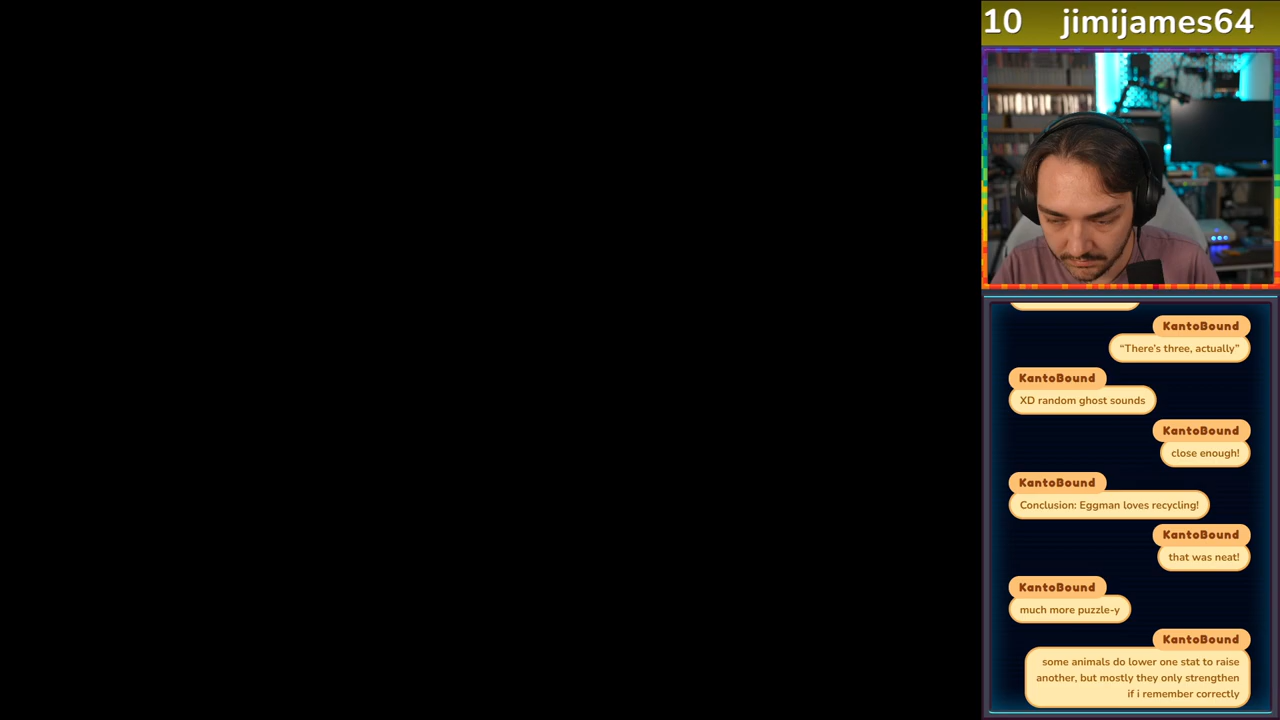 10 jimijames64
KantoBound
“There's three, actually”
KantoBound
XD random ghost sounds
KantoBound
close enough!
KantoBound
Conclusion: Eggman loves recycling!
KantoBound
that was neat!
KantoBound
much more puzzle-y
KantoBound
some animals do lower one stat to raise
another, but mostly they only strengthen
if i remember correctly